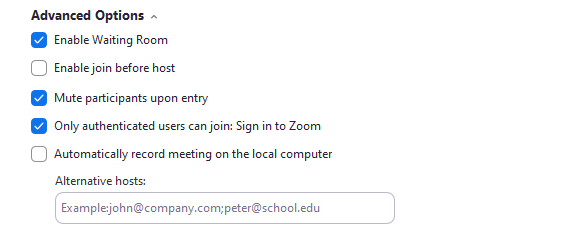 Advanced Options
Enable Waiting Room
Enable join before host
Mute participants upon entry
Only authenticated users can join: Sign in to Zoom
Automatically record meeting on the local computer
Alternative hosts:
Example:john@company.com;peter@school.edu